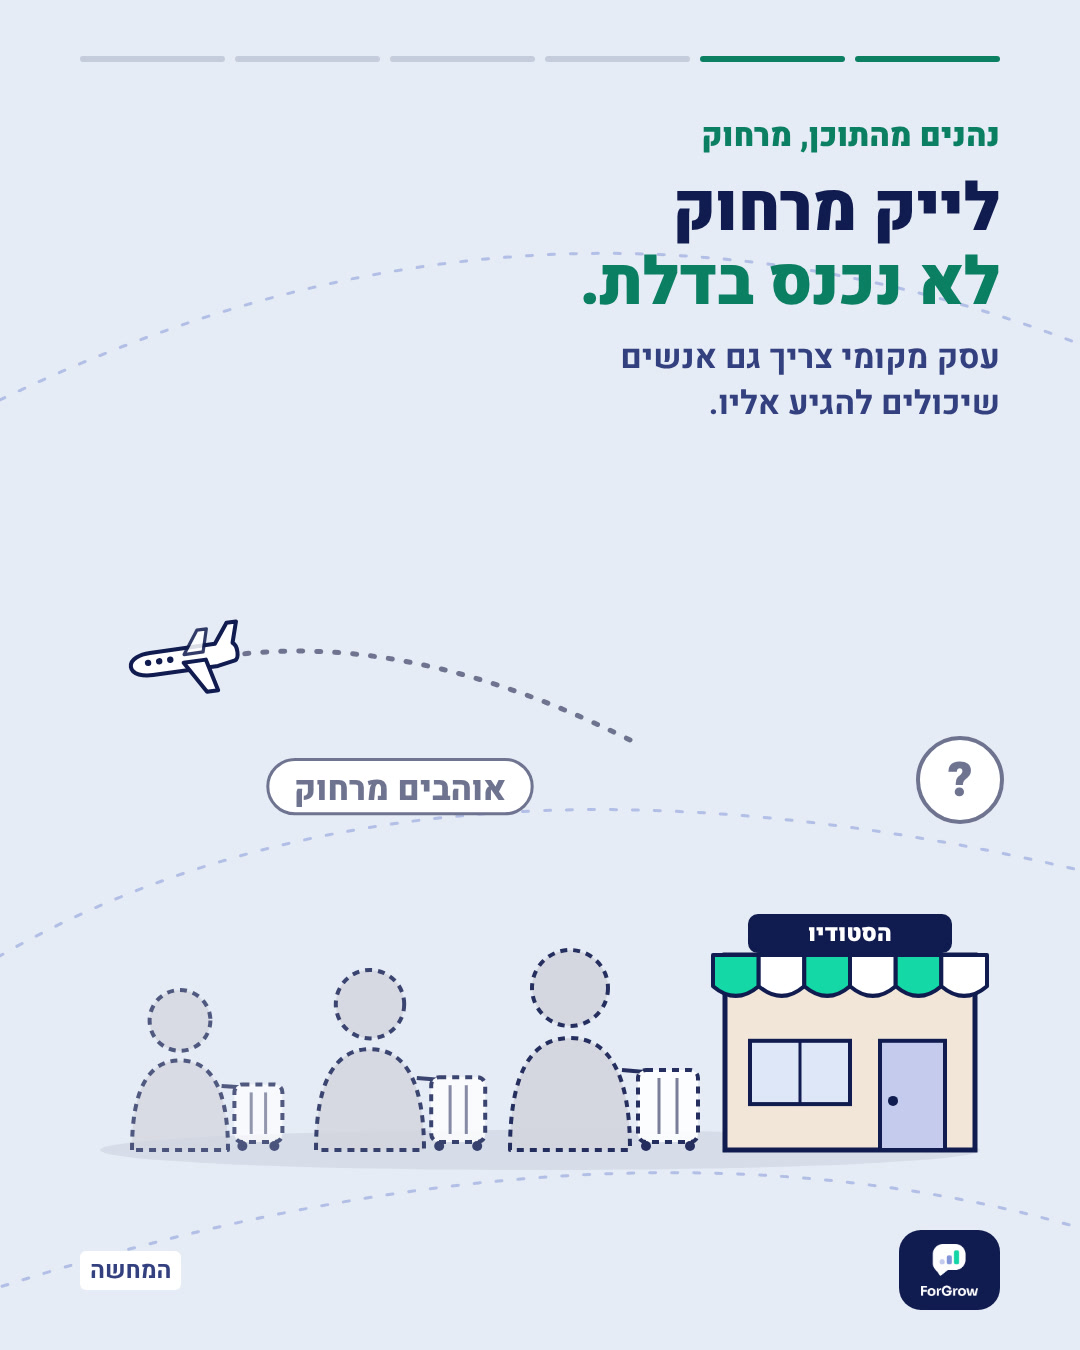 נהנים מהתוכן, מרחוק
לייק מרחוק
לא נכנס בדלת.
עסק מקומי צריך גם אנשים
שיכולים להגיע אליו.
אוהבים מרחוק
?
הסטודיו
המחשה
ForGrow